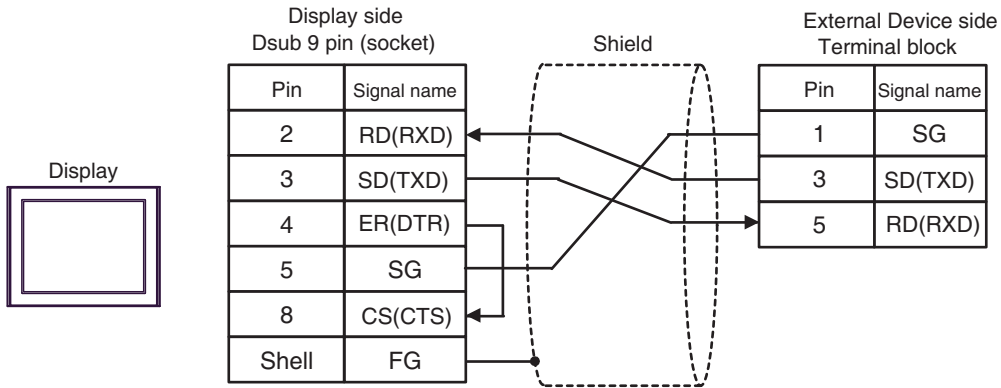 Display side
Dsub 9 pin (socket)
Shield
External Device side
Terminal block
Display
Pin Signal name
2 RD(RXD)
3 SD(TXD)
4 ER(DTR)
5 SG
8 CS(CTS)
Shell FG
Pin Signal name
1 SG
3 SD(TXD)
5 RD(RXD)